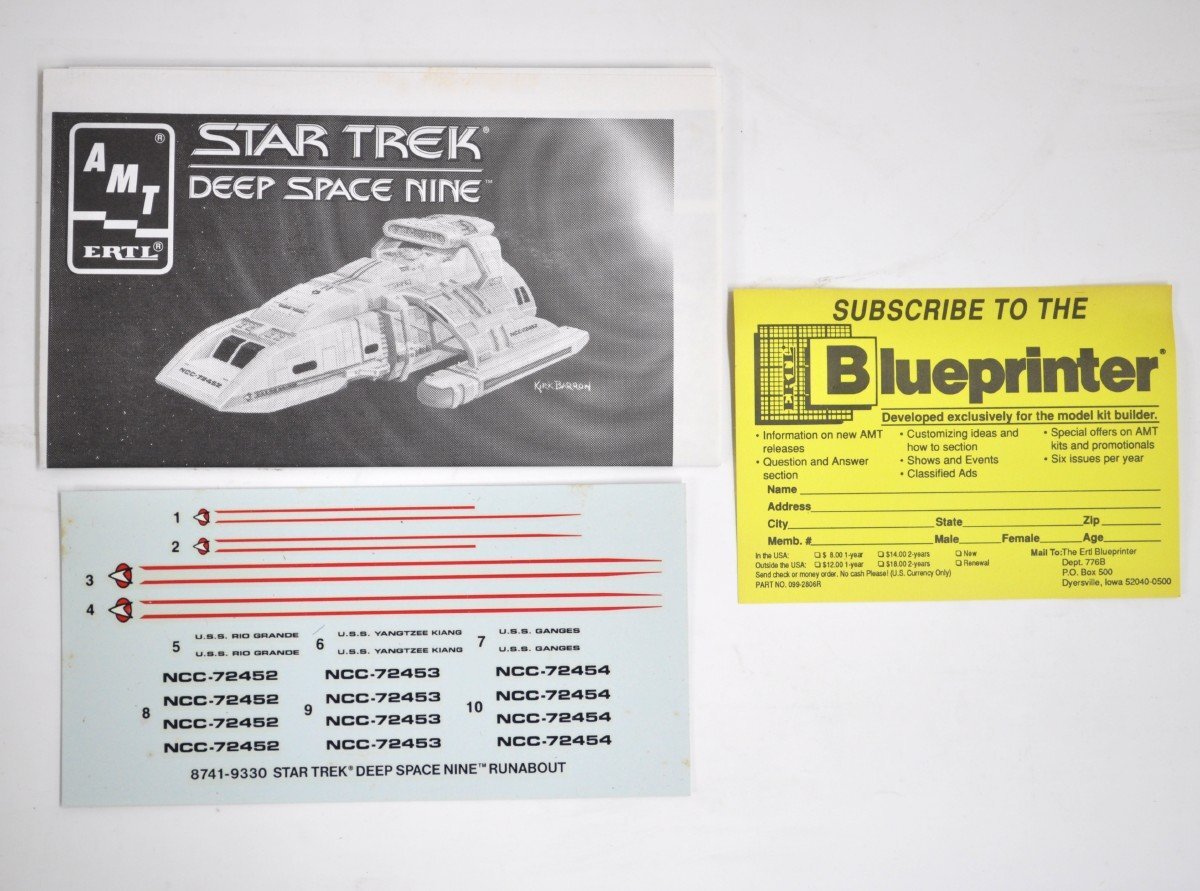 AMT®
ERTL®
STAR TREK®
DEEP SPACE NINE™
NCC-72452
NCC-72452
KIRK BARRON
1
2
3
4
5 U.S.S. RIO GRANDE
U.S.S. RIO GRANDE
6 U.S.S. YANGTZEE KIANG
U.S.S. YANGTZEE KIANG
7 U.S.S. GANGES
U.S.S. GANGES
8 NCC-72452
NCC-72452
NCC-72452
NCC-72452
9 NCC-72453
NCC-72453
NCC-72453
NCC-72453
10 NCC-72454
NCC-72454
NCC-72454
NCC-72454
8741-9330 STAR TREK® DEEP SPACE NINE™ RUNABOUT
SUBSCRIBE TO THE
ERTL
Blueprinter®
Developed exclusively for the model kit builder.
• Information on new AMT
releases
• Question and Answer
section
• Customizing ideas and
how to section
• Shows and Events
• Classified Ads
• Special offers on AMT
kits and promotionals
• Six issues per year
Name
Address
City State Zip
Memb. # Male Female Age
In the USA: ❏ $ 8.00 1-year ❏ $14.00 2-years ❏ New
Outside the USA: ❏ $12.00 1-year ❏ $18.00 2-years ❏ Renewal
Send check or money order. No cash Please! (U.S. Currency Only)
PART NO. 099-2806R
Mail To: The Ertl Blueprinter
Dept. 776B
P.O. Box 500
Dyersville, Iowa 52040-0500